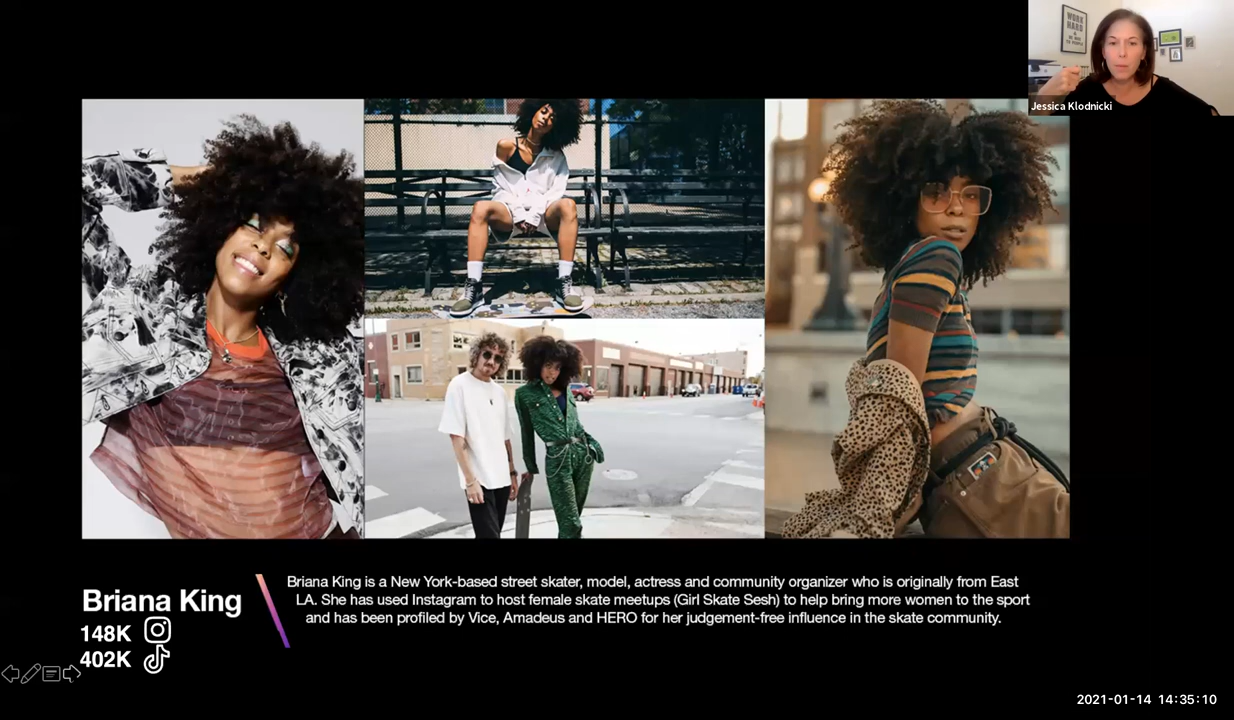 WORK
HARD
Jessica Klodnicki
Briana King
148K
402K
Briana King is a New York-based street skater, model, actress and community organizer who is originally from East
LA. She has used Instagram to host female skate meetups (Girl Skate Sesh) to help bring more women to the sport
and has been profiled by Vice, Amadeus and HERO for her judgement-free influence in the skate community.
2021-01-14 14:35:10